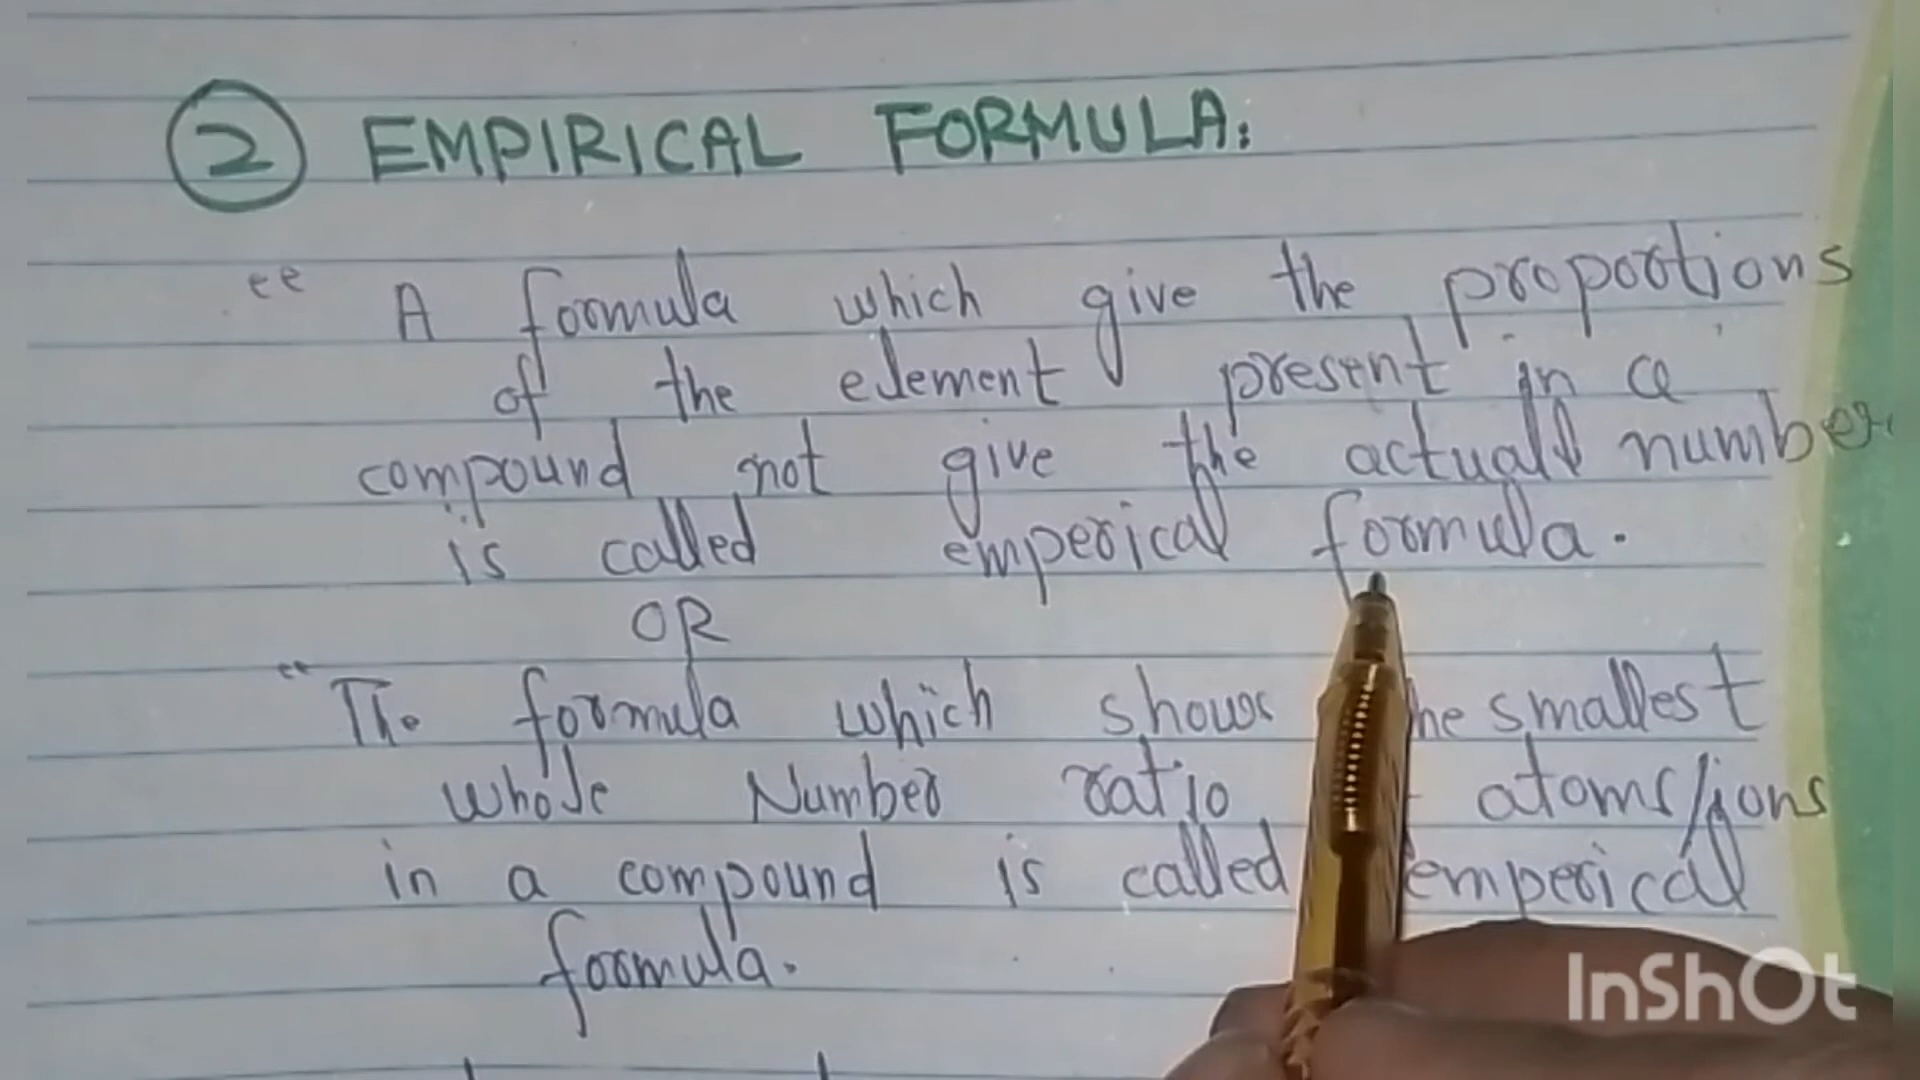 2 EMPIRICAL FORMULA:
“ A formula which give the proportions
of the element present in a
compound not give the actuall number
is called emperical formula.
OR
“ The formula which shows he smallest
whole Number ratio atoms/ions
in a compound is called emperical
formula.
InShOt